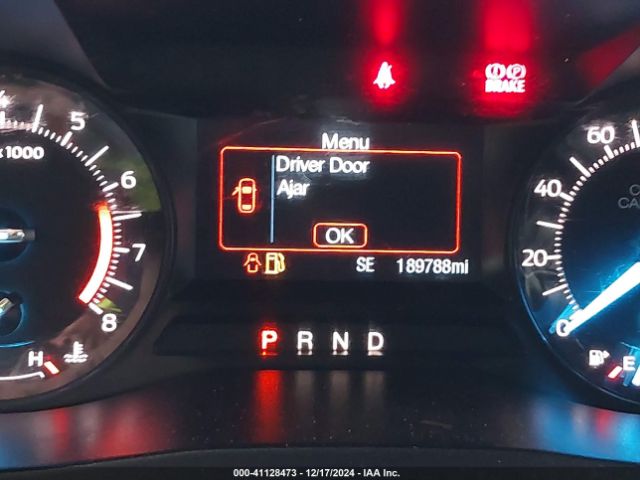 BRAKE
Menu
Driver Door
Ajar
OK
SE 189788mi
P R N D
5
x1000
6
7
8
H
60
40
20
0
E
000-41128473 | 12/17/2024 | IAA Inc.